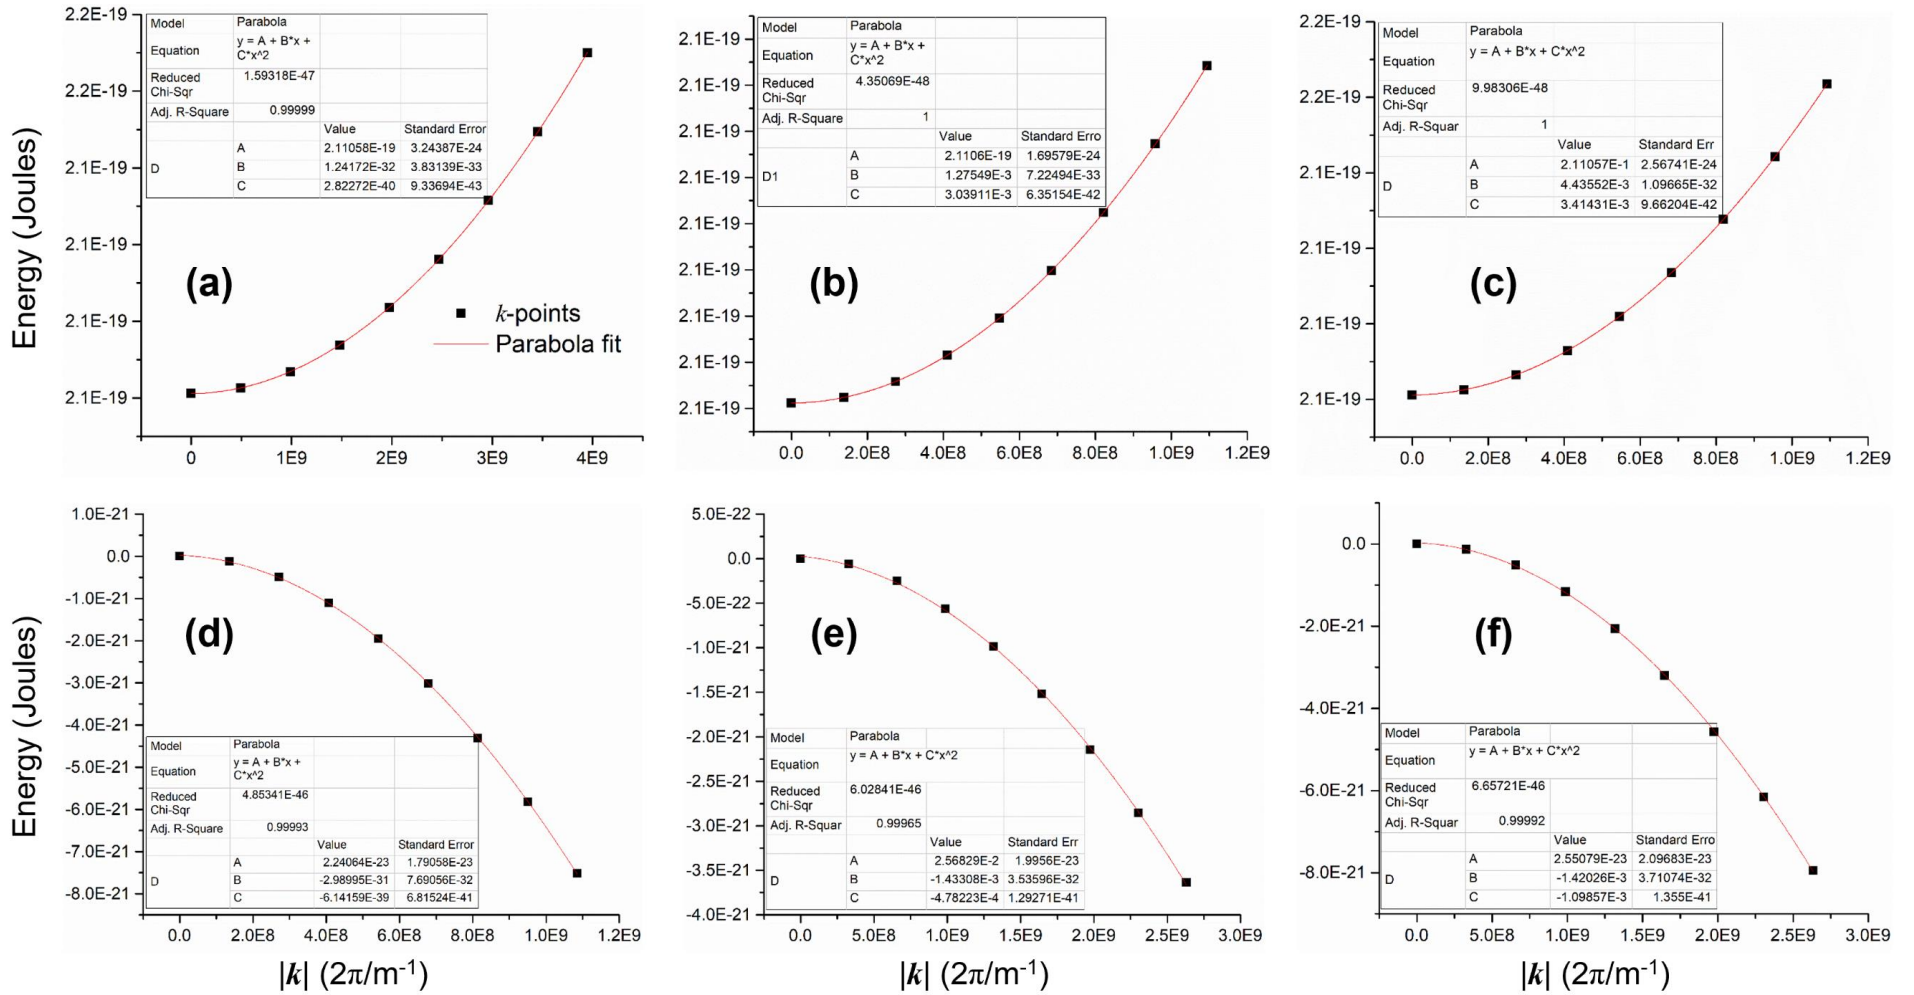 Energy (Joules)
2.2E-19
2.2E-19
2.1E-19
2.1E-19
2.1E-19
2.1E-19
Model Parabola
Equation y = A + B*x +
C*x^2
Reduced
Chi-Sqr 1.59318E-47
Adj. R-Square 0.99999
Value Standard Error
D A 2.11058E-19 3.24387E-24
B 1.24172E-32 3.83139E-33
C 2.82272E-40 9.33694E-43
(a)
k-points
Parabola fit
0 1E9 2E9 3E9 4E9
2.1E-19
2.1E-19
2.1E-19
2.1E-19
2.1E-19
2.1E-19
2.1E-19
2.1E-19
2.1E-19
Model Parabola
Equation y = A + B*x +
C*x^2
Reduced
Chi-Sqr 4.35069E-48
Adj. R-Square 1
Value Standard Erro
D1 A 2.1106E-19 1.69579E-24
B 1.27549E-3 7.22494E-33
C 3.03911E-3 6.35154E-42
(b)
0.0 2.0E8 4.0E8 6.0E8 8.0E8 1.0E9 1.2E9
2.2E-19
2.2E-19
2.1E-19
2.1E-19
2.1E-19
2.1E-19
Model Parabola
Equation y = A + B*x + C*x^2
Reduced
Chi-Sqr 9.98306E-48
Adj. R-Squar 1
Value Standard Err
D A 2.11057E-1 2.56741E-24
B 4.43552E-3 1.09665E-32
C 3.41431E-3 9.66204E-42
(c)
0.0 2.0E8 4.0E8 6.0E8 8.0E8 1.0E9 1.2E9
Energy (Joules)
1.0E-21
0.0
-1.0E-21
-2.0E-21
-3.0E-21
-4.0E-21
-5.0E-21
-6.0E-21
-7.0E-21
-8.0E-21
(d)
Model Parabola
Equation y = A + B*x +
C*x^2
Reduced
Chi-Sqr 4.85341E-46
Adj. R-Square 0.99993
Value Standard Error
D A 2.24064E-23 1.79058E-23
B -2.98995E-31 7.69056E-32
C -6.14159E-39 6.81524E-41
0.0 2.0E8 4.0E8 6.0E8 8.0E8 1.0E9 1.2E9
|k| (2π/m-1)
5.0E-22
0.0
-5.0E-22
-1.0E-21
-1.5E-21
-2.0E-21
-2.5E-21
-3.0E-21
-3.5E-21
-4.0E-21
(e)
Model Parabola
Equation y = A + B*x + C*x^2
Reduced
Chi-Sqr 6.02841E-46
Adj. R-Squar 0.99965
Value Standard Err
D A 2.56829E-2 1.9956E-23
B -1.43308E-3 3.53596E-32
C -4.78223E-4 1.29271E-41
0.0 5.0E8 1.0E9 1.5E9 2.0E9 2.5E9 3.0E9
|k| (2π/m-1)
0.0
-2.0E-21
-4.0E-21
-6.0E-21
-8.0E-21
(f)
Model Parabola
Equation y = A + B*x + C*x^2
Reduced
Chi-Sqr 6.65721E-46
Adj. R-Squar 0.99992
Value Standard Erro
D A 2.55079E-23 2.09683E-23
B -1.42026E-3 3.71074E-32
C -1.09857E-3 1.355E-41
0.0 5.0E8 1.0E9 1.5E9 2.0E9 2.5E9 3.0E9
|k| (2π/m-1)